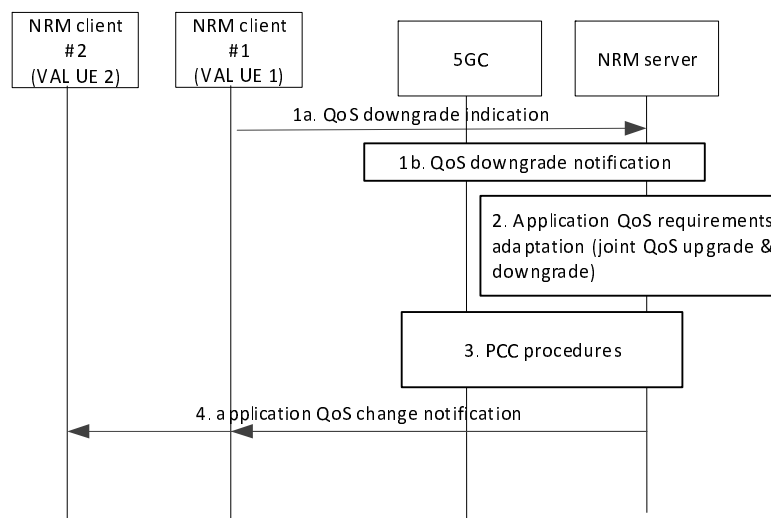 NRM client
#2
(VAL UE 2)
NRM client
#1
(VAL UE 1)
5GC
NRM server
1a. QoS downgrade indication
1b. QoS downgrade notification
2. Application QoS requirements
adaptation (joint QoS upgrade &
downgrade)
3. PCC procedures
4. application QoS change notification